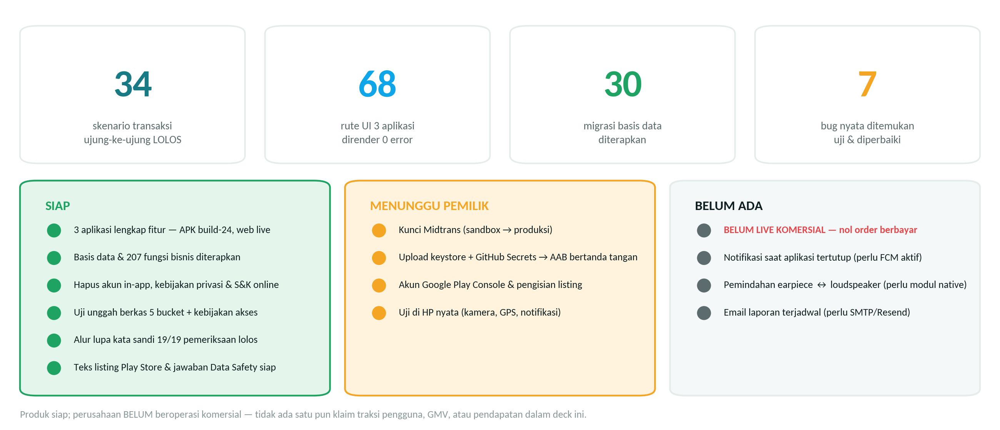 34
skenario transaksi
ujung-ke-ujung LOLOS
68
rute UI 3 aplikasi
dirender 0 error
30
migrasi basis data
diterapkan
7
bug nyata ditemukan
uji & diperbaiki
SIAP
3 aplikasi lengkap fitur — APK build-24, web live
Basis data & 207 fungsi bisnis diterapkan
Hapus akun in-app, kebijakan privasi & S&K online
Uji unggah berkas 5 bucket + kebijakan akses
Alur lupa kata sandi 19/19 pemeriksaan lolos
Teks listing Play Store & jawaban Data Safety siap
MENUNGGU PEMILIK
Kunci Midtrans (sandbox → produksi)
Upload keystore + GitHub Secrets → AAB bertanda tangan
Akun Google Play Console & pengisian listing
Uji di HP nyata (kamera, GPS, notifikasi)
BELUM ADA
BELUM LIVE KOMERSIAL — nol order berbayar
Notifikasi saat aplikasi tertutup (perlu FCM aktif)
Pemindahan earpiece ↔ loudspeaker (perlu modul native)
Email laporan terjadwal (perlu SMTP/Resend)
Produk siap; perusahaan BELUM beroperasi komersial — tidak ada satu pun klaim traksi pengguna, GMV, atau pendapatan dalam deck ini.